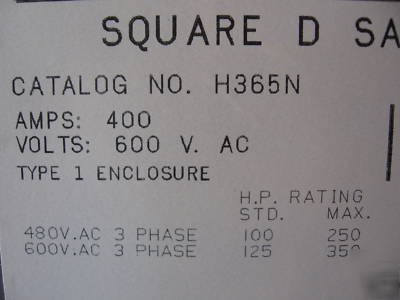 SQUARE D SA
CATALOG NO. H365N
AMPS: 400
VOLTS: 600 V. AC
TYPE 1 ENCLOSURE
H.P. RATING
STD. MAX.
480V.AC 3 PHASE 100 250
600V.AC 3 PHASE 125 350